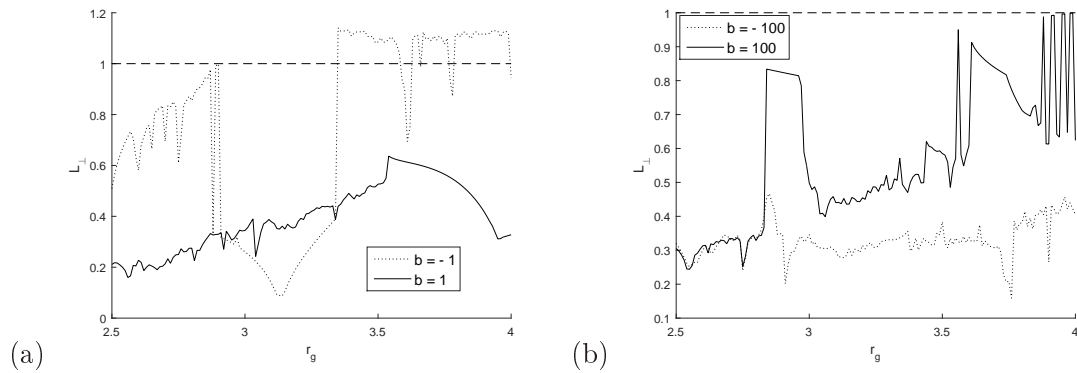 1.2
1
0.8
0.6
0.4
0.2
0
L⊥
2.5 3 3.5 4
r_g
b = - 1
b = 1
(a)
1
0.9
0.8
0.7
0.6
0.5
0.4
0.3
0.2
0.1
L⊥
2.5 3 3.5 4
r_g
b = - 100
b = 100
(b)